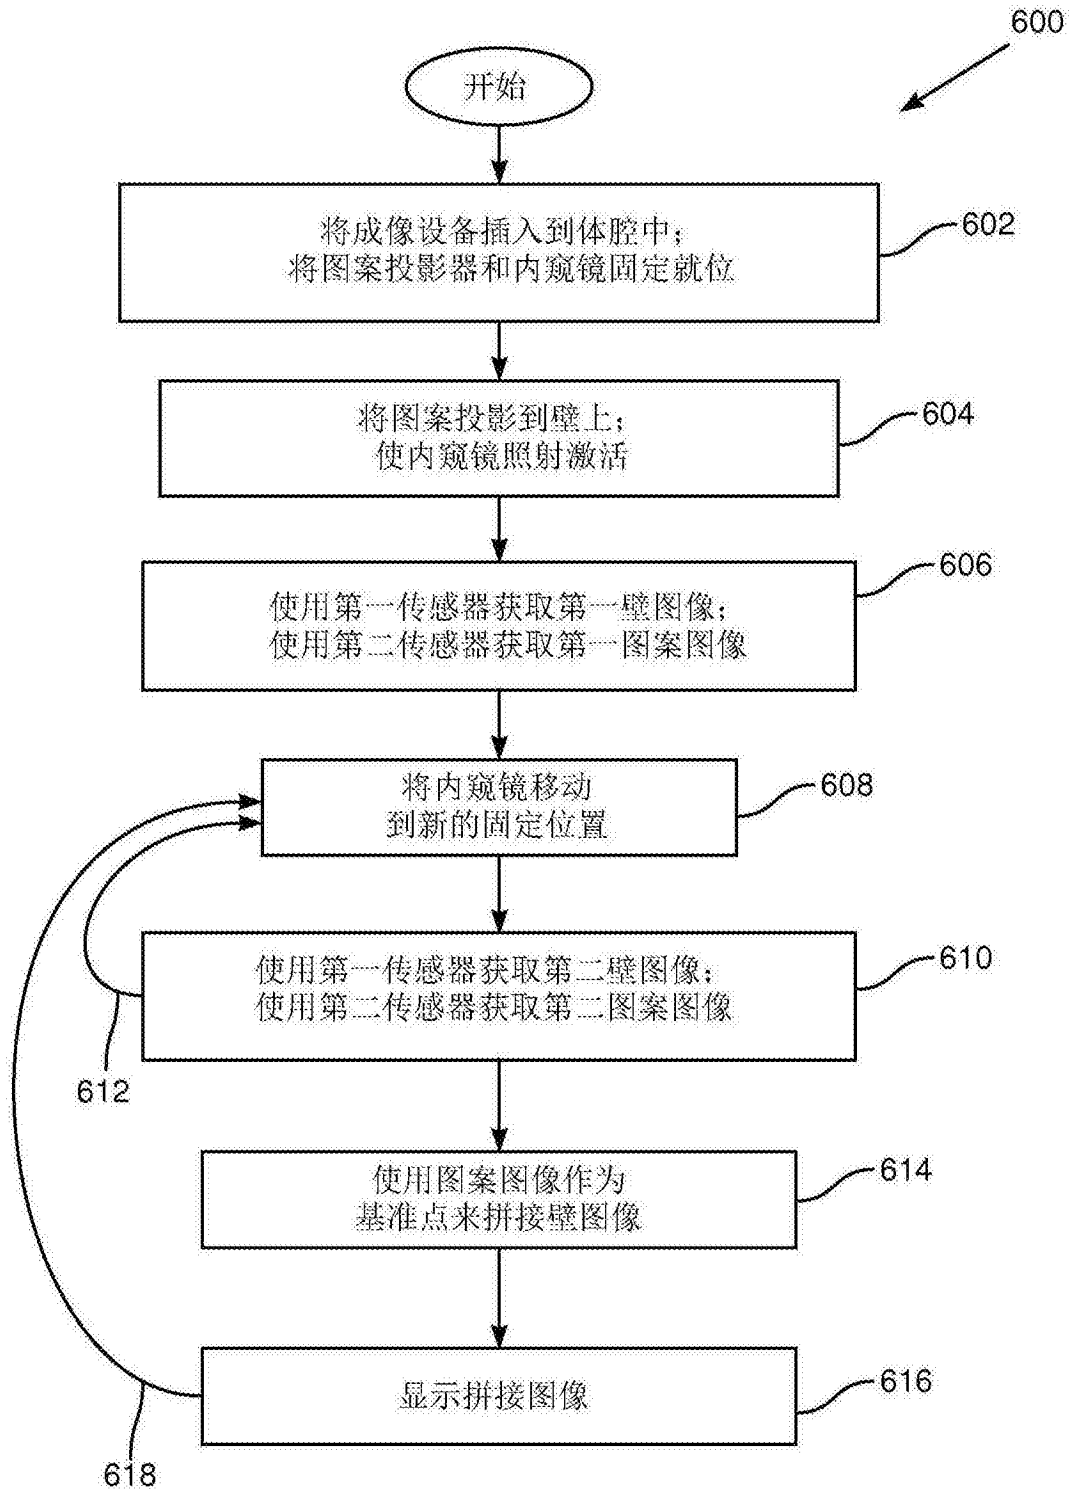 600
开始
将成像设备插入到体腔中；
将图案投影器和内窥镜固定就位
602
将图案投影到壁上；
使内窥镜照射激活
604
使用第一传感器获取第一壁图像；
使用第二传感器获取第一图案图像
606
将内窥镜移动
到新的固定位置
608
使用第一传感器获取第二壁图像；
使用第二传感器获取第二图案图像
610
612
使用图案图像作为
基准点来拼接壁图像
614
显示拼接图像
616
618